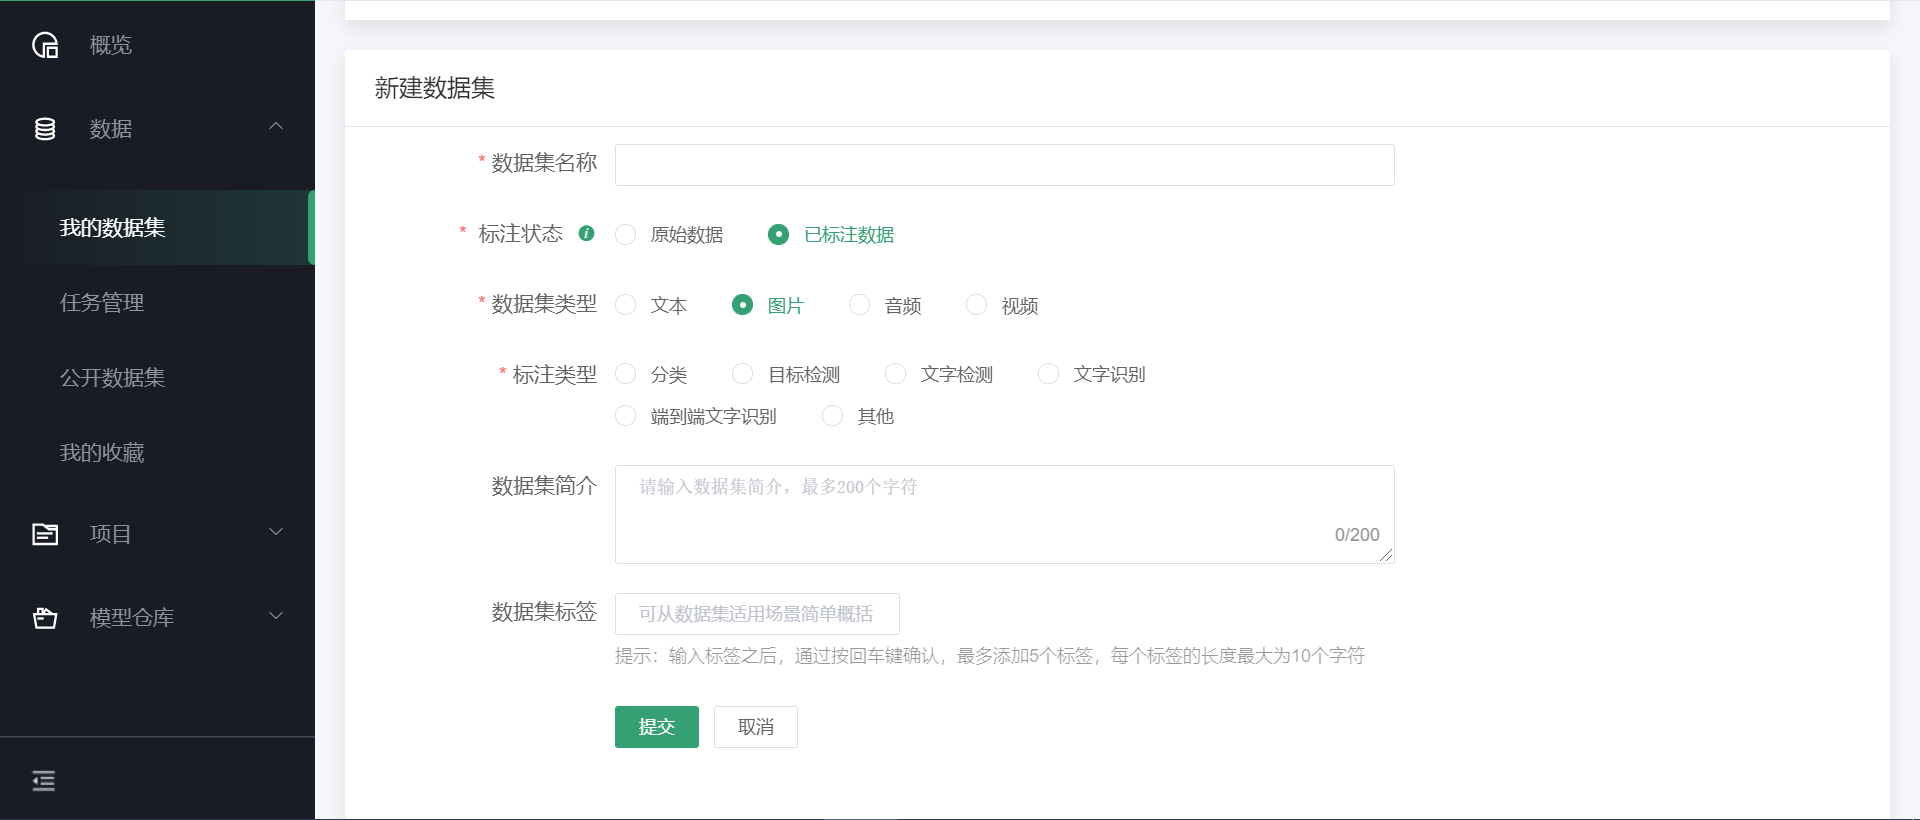 概览
数据
我的数据集
任务管理
公开数据集
我的收藏
项目
模型仓库
新建数据集
* 数据集名称
* 标注状态 原始数据 已标注数据
* 数据集类型 文本 图片 音频 视频
* 标注类型 分类 目标检测 文字检测 文字识别
端到端文字识别 其他
数据集简介 请输入数据集简介，最多200个字符
0/200
数据集标签 可从数据集适用场景简单概括
提示：输入标签之后，通过按回车键确认，最多添加5个标签，每个标签的长度最大为10个字符
提交 取消